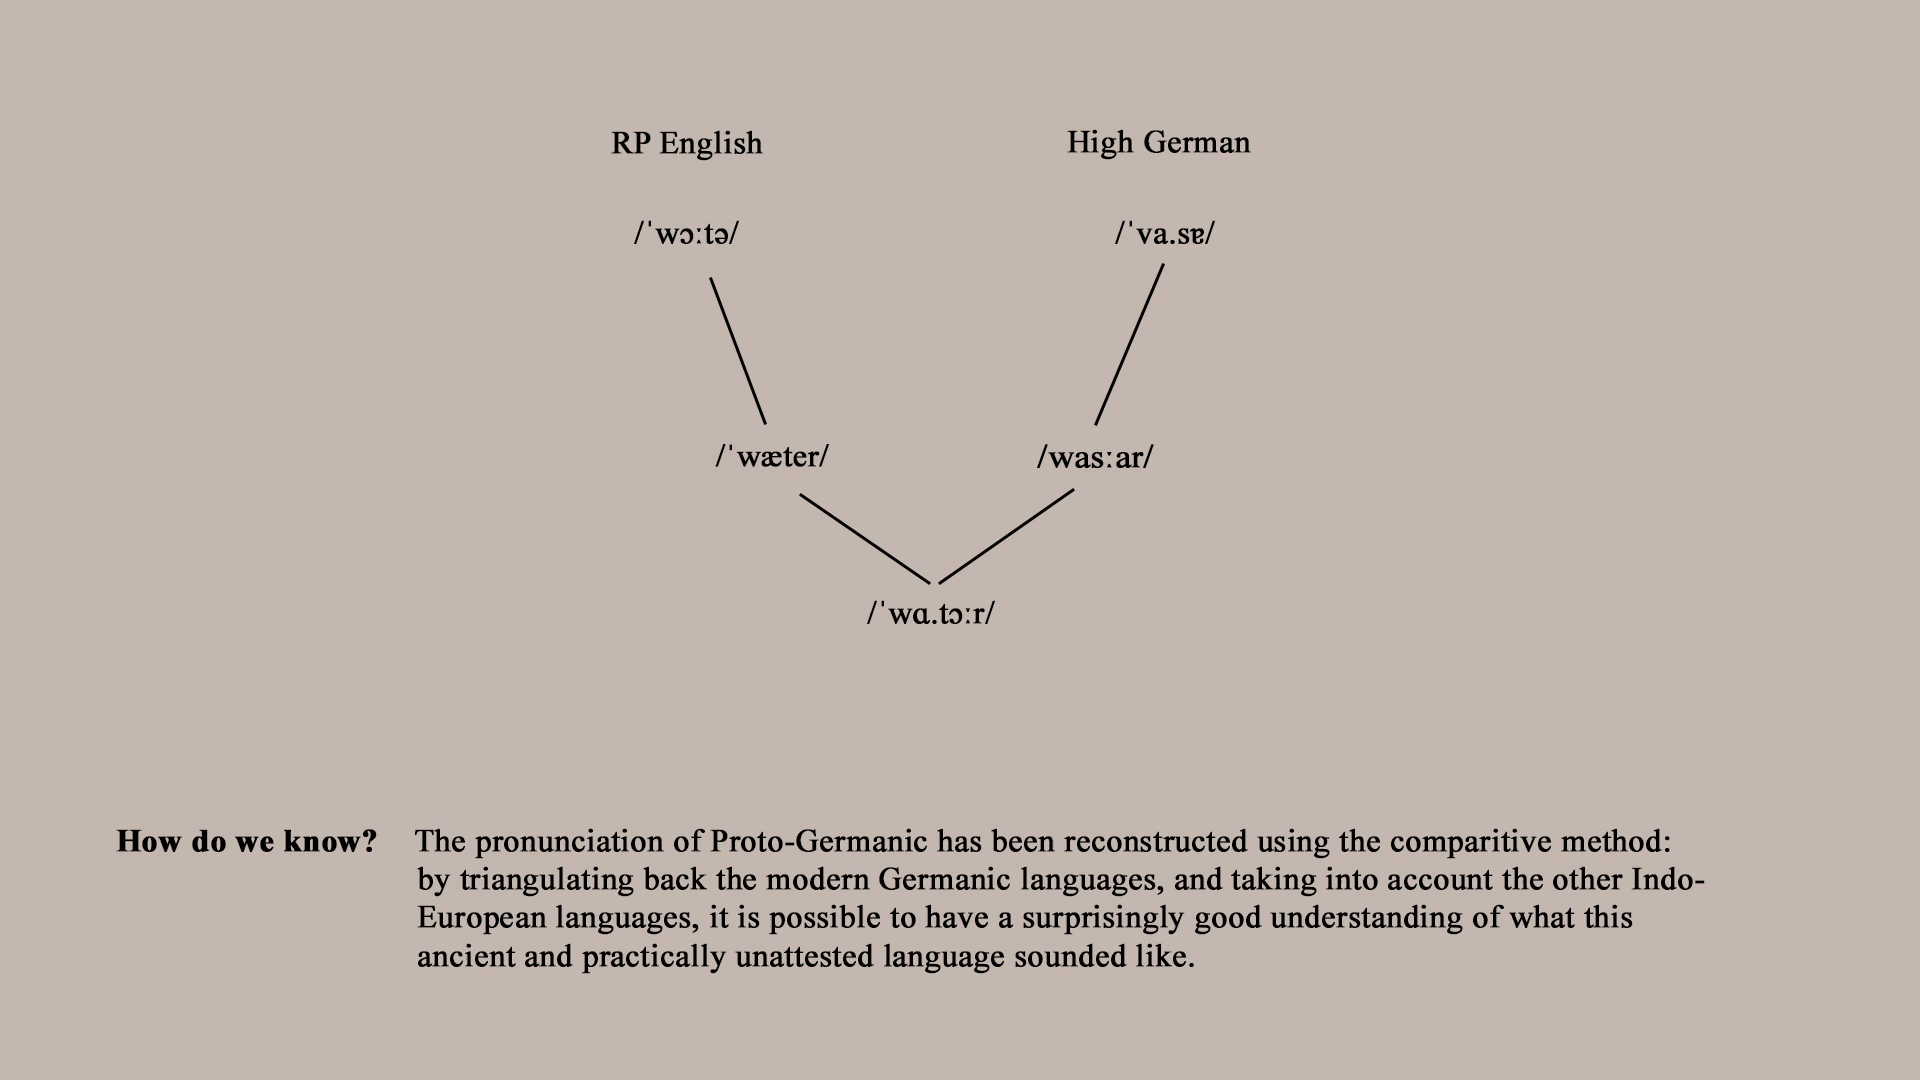 RP English High German
/ˈwɔːtə/ /ˈva.sɐ/
/ˈwæter/ /wasːar/
/ˈwɑ.tɔːr/
How do we know? The pronunciation of Proto-Germanic has been reconstructed using the comparitive method:
by triangulating back the modern Germanic languages, and taking into account the other Indo-
European languages, it is possible to have a surprisingly good understanding of what this
ancient and practically unattested language sounded like.